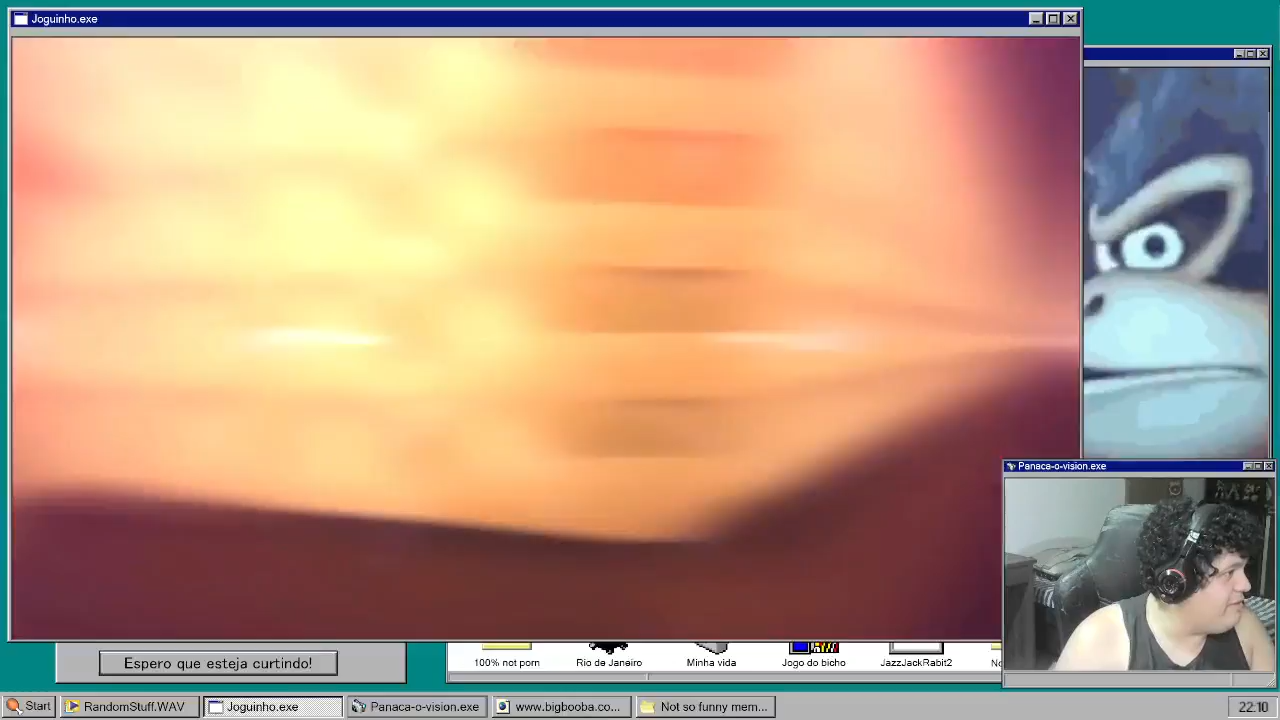 Joguinho.exe
Panaca-o-vision.exe
Espero que esteja curtindo!
100% not porn
Rio de Janeiro
Minha vida
Jogo do bicho
JazzJackRabbit2
Start
RandomStuff.WAV
Joguinho.exe
Panaca-o-vision.exe
www.bigbooba.co...
Not so funny mem...
22:10